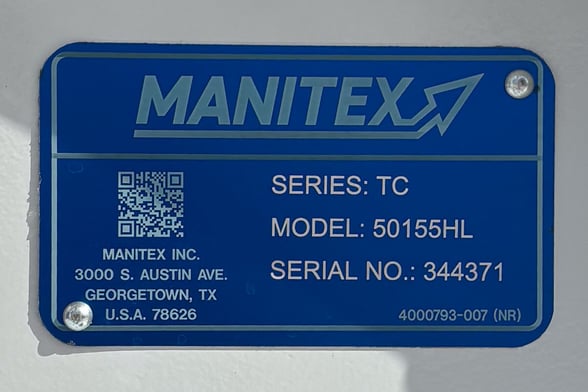 MANITEX
SERIES: TC
MODEL: 50155HL
SERIAL NO.: 344371
MANITEX INC.
3000 S. AUSTIN AVE.
GEORGETOWN, TX
U.S.A. 78626
4000793-007 (NR)